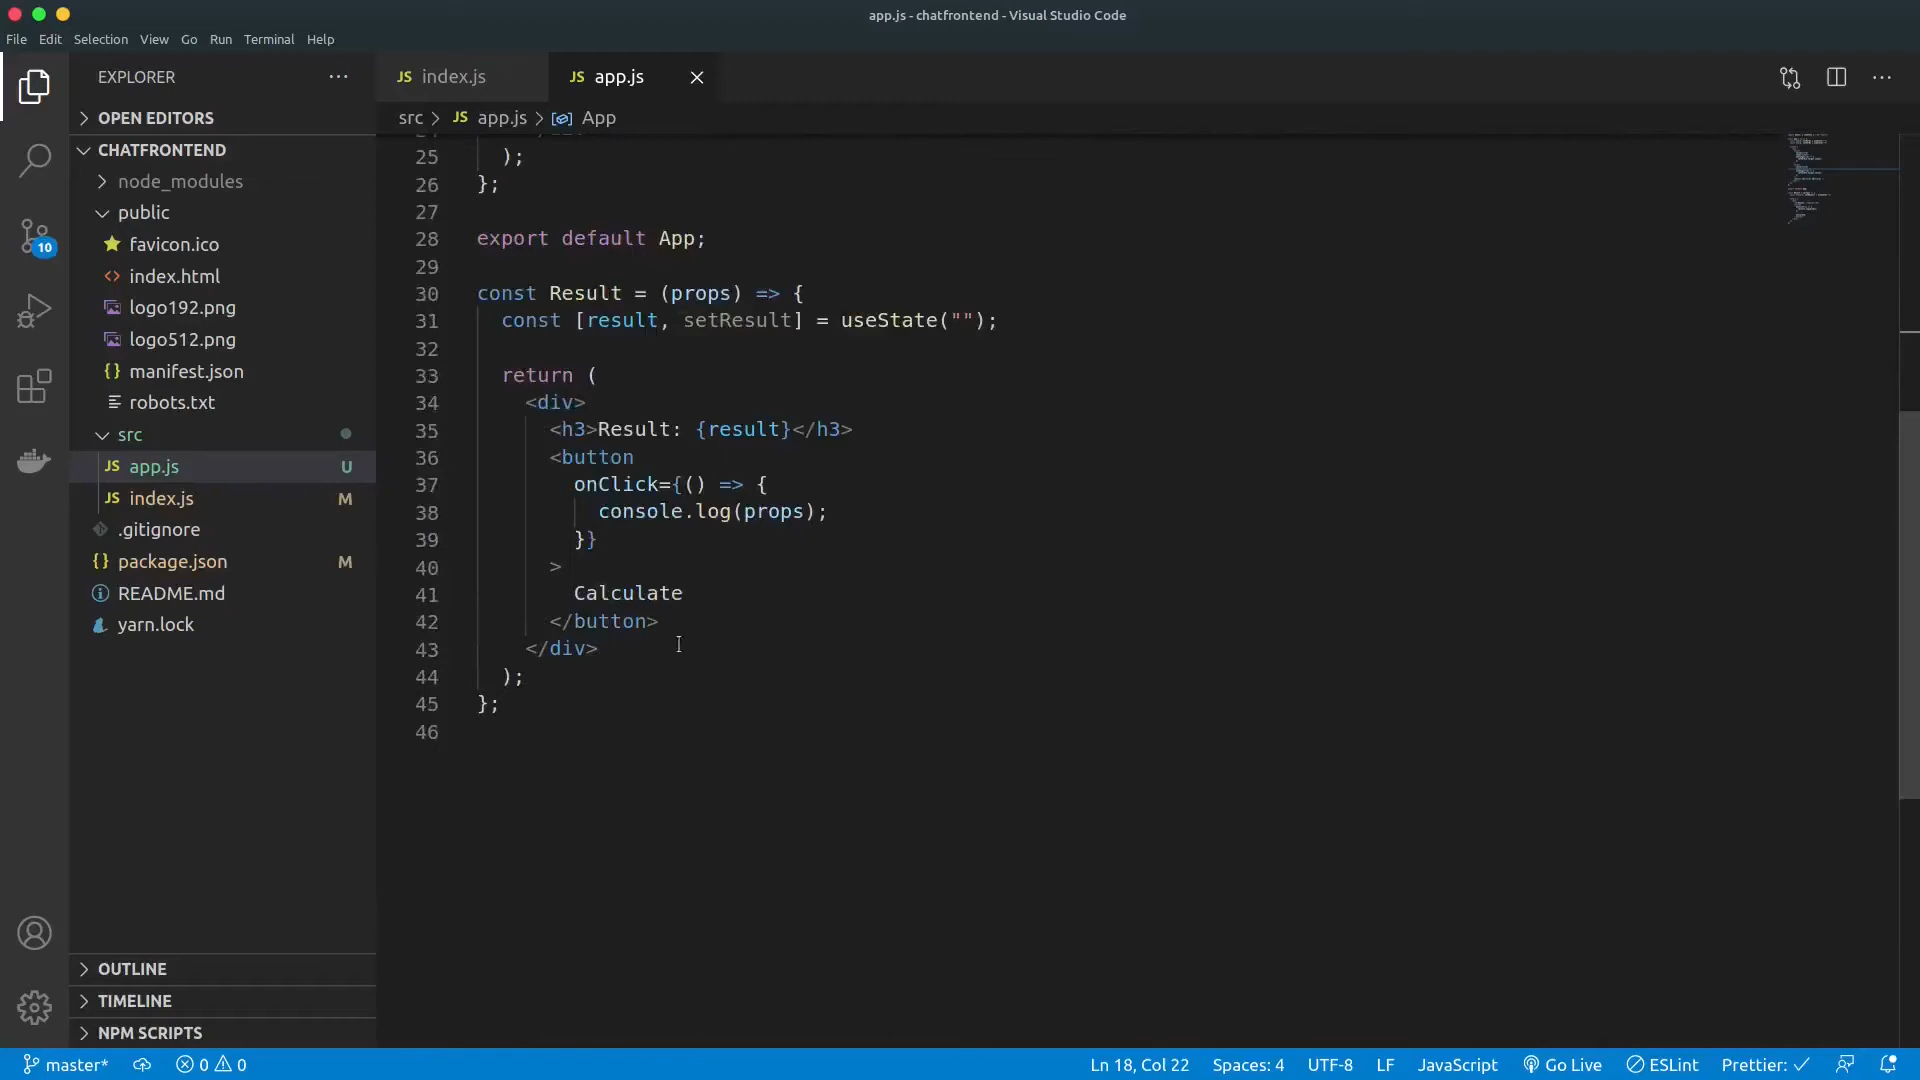 app.js - chatfrontend - Visual Studio Code
File Edit Selection View Go Run Terminal Help
EXPLORER
OPEN EDITORS
CHATFRONTEND
node_modules
public
favicon.ico
index.html
logo192.png
logo512.png
manifest.json
robots.txt
src
JS app.js U
JS index.js M
.gitignore
{} package.json M
README.md
yarn.lock
OUTLINE
TIMELINE
NPM SCRIPTS
10
JS index.js JS app.js
src > JS app.js > App
25 );
26 };
27
28 export default App;
29
30 const Result = (props) => {
31 const [result, setResult] = useState("");
32
33 return (
34 <div>
35 <h3>Result: {result}</h3>
36 <button
37 onClick={() => {
38 console.log(props);
39 }}
40 >
41 Calculate
42 </button>
43 </div>
44 );
45 };
46
master* 0 0 Ln 18, Col 22 Spaces: 4 UTF-8 LF JavaScript Go Live ESLint Prettier: ✓